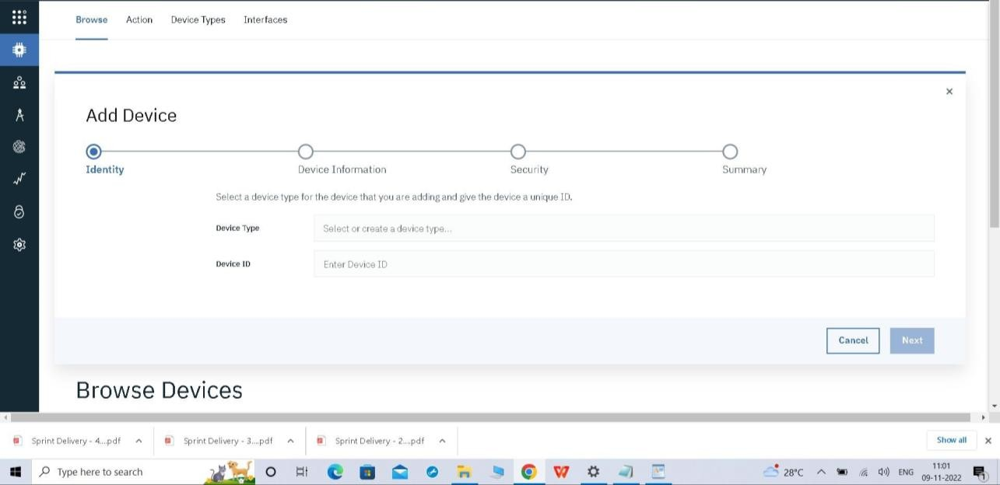 Browse Action Device Types Interfaces
×
Add Device
Identity Device Information Security Summary
Select a device type for the device that you are adding and give the device a unique ID.
Device Type Select or create a device type...
Device ID Enter Device ID
Cancel Next
Browse Devices
Sprint Delivery - 4....pdf Sprint Delivery - 3....pdf Sprint Delivery - 2....pdf Show all ×
Type here to search 28°C ENG 11:01
09-11-2022 1